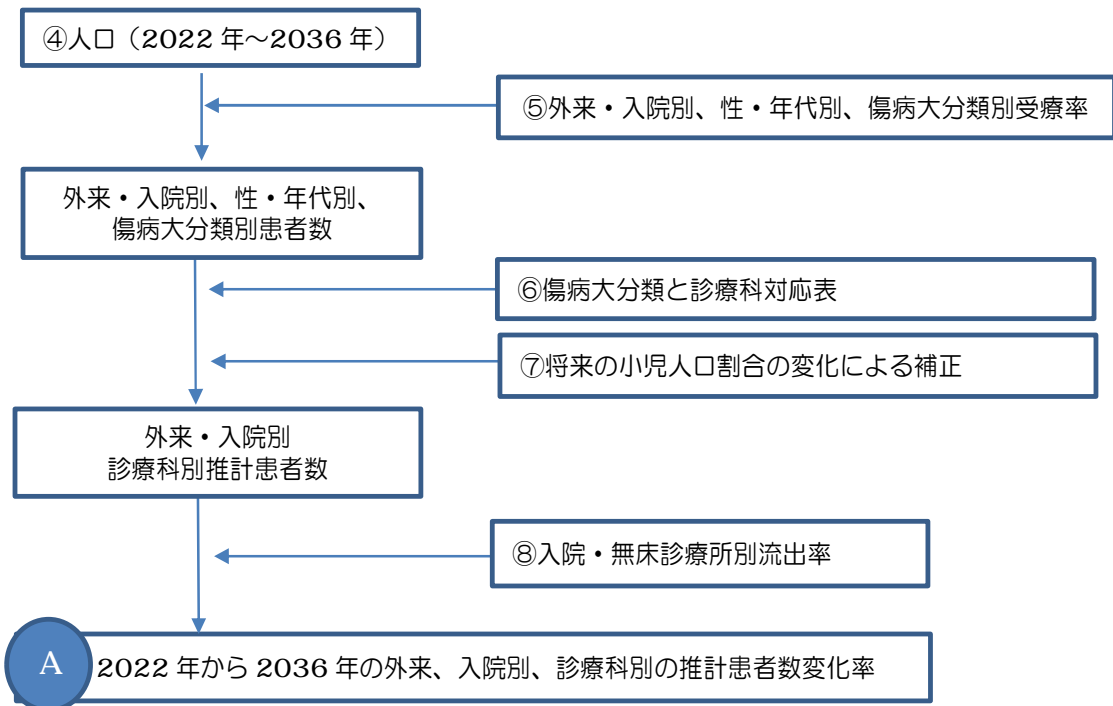 ④人口（2022 年～2036 年）
⑤外来・入院別、性・年代別、傷病大分類別受療率
外来・入院別、性・年代別、
傷病大分類別患者数
⑥傷病大分類と診療科対応表
⑦将来の小児人口割合の変化による補正
外来・入院別
診療科別推計患者数
⑧入院・無床診療所別流出率
A
2022 年から 2036 年の外来、入院別、診療科別の推計患者数変化率